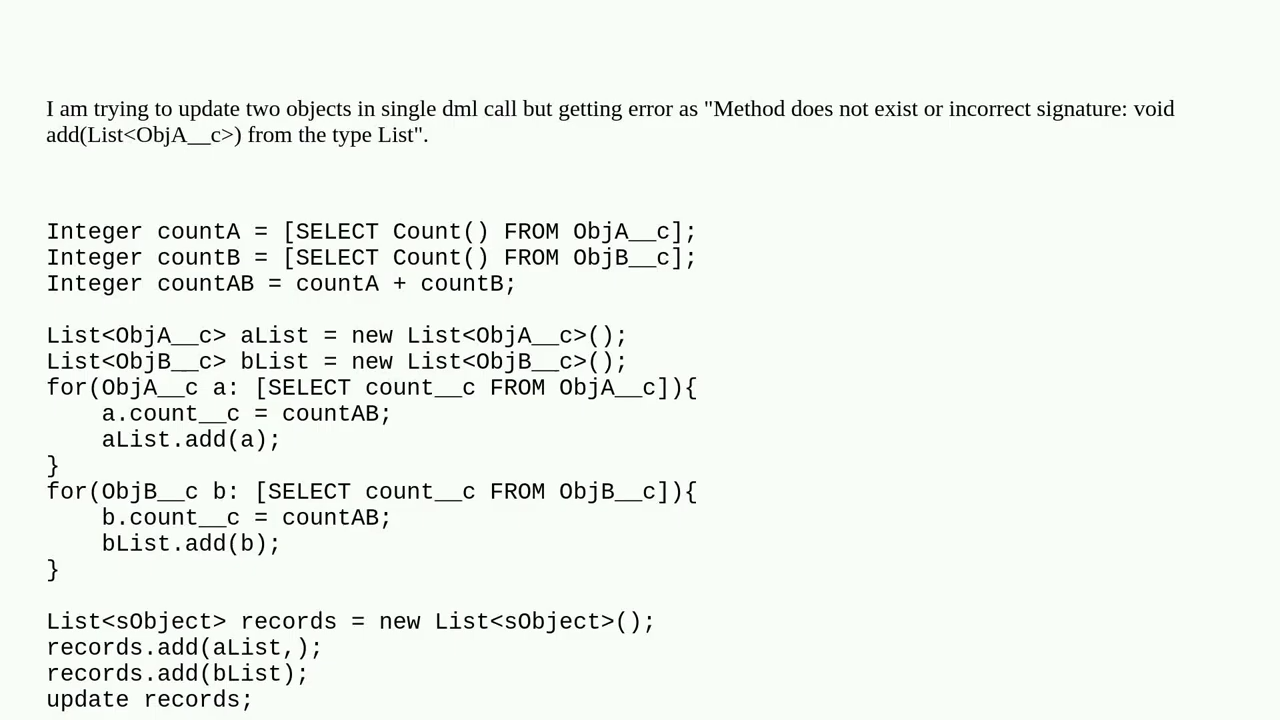 I am trying to update two objects in single dml call but getting error as "Method does not exist or incorrect signature: void
add(List<ObjA__c>) from the type List".
Integer countA = [SELECT Count() FROM ObjA__c];
Integer countB = [SELECT Count() FROM ObjB__c];
Integer countAB = countA + countB;
List<ObjA__c> aList = new List<ObjA__c>();
List<ObjB__c> bList = new List<ObjB__c>();
for(ObjA__c a: [SELECT count__c FROM ObjA__c]){
    a.count__c = countAB;
    aList.add(a);
}
for(ObjB__c b: [SELECT count__c FROM ObjB__c]){
    b.count__c = countAB;
    bList.add(b);
}
List<sObject> records = new List<sObject>();
records.add(aList,);
records.add(bList);
update records;